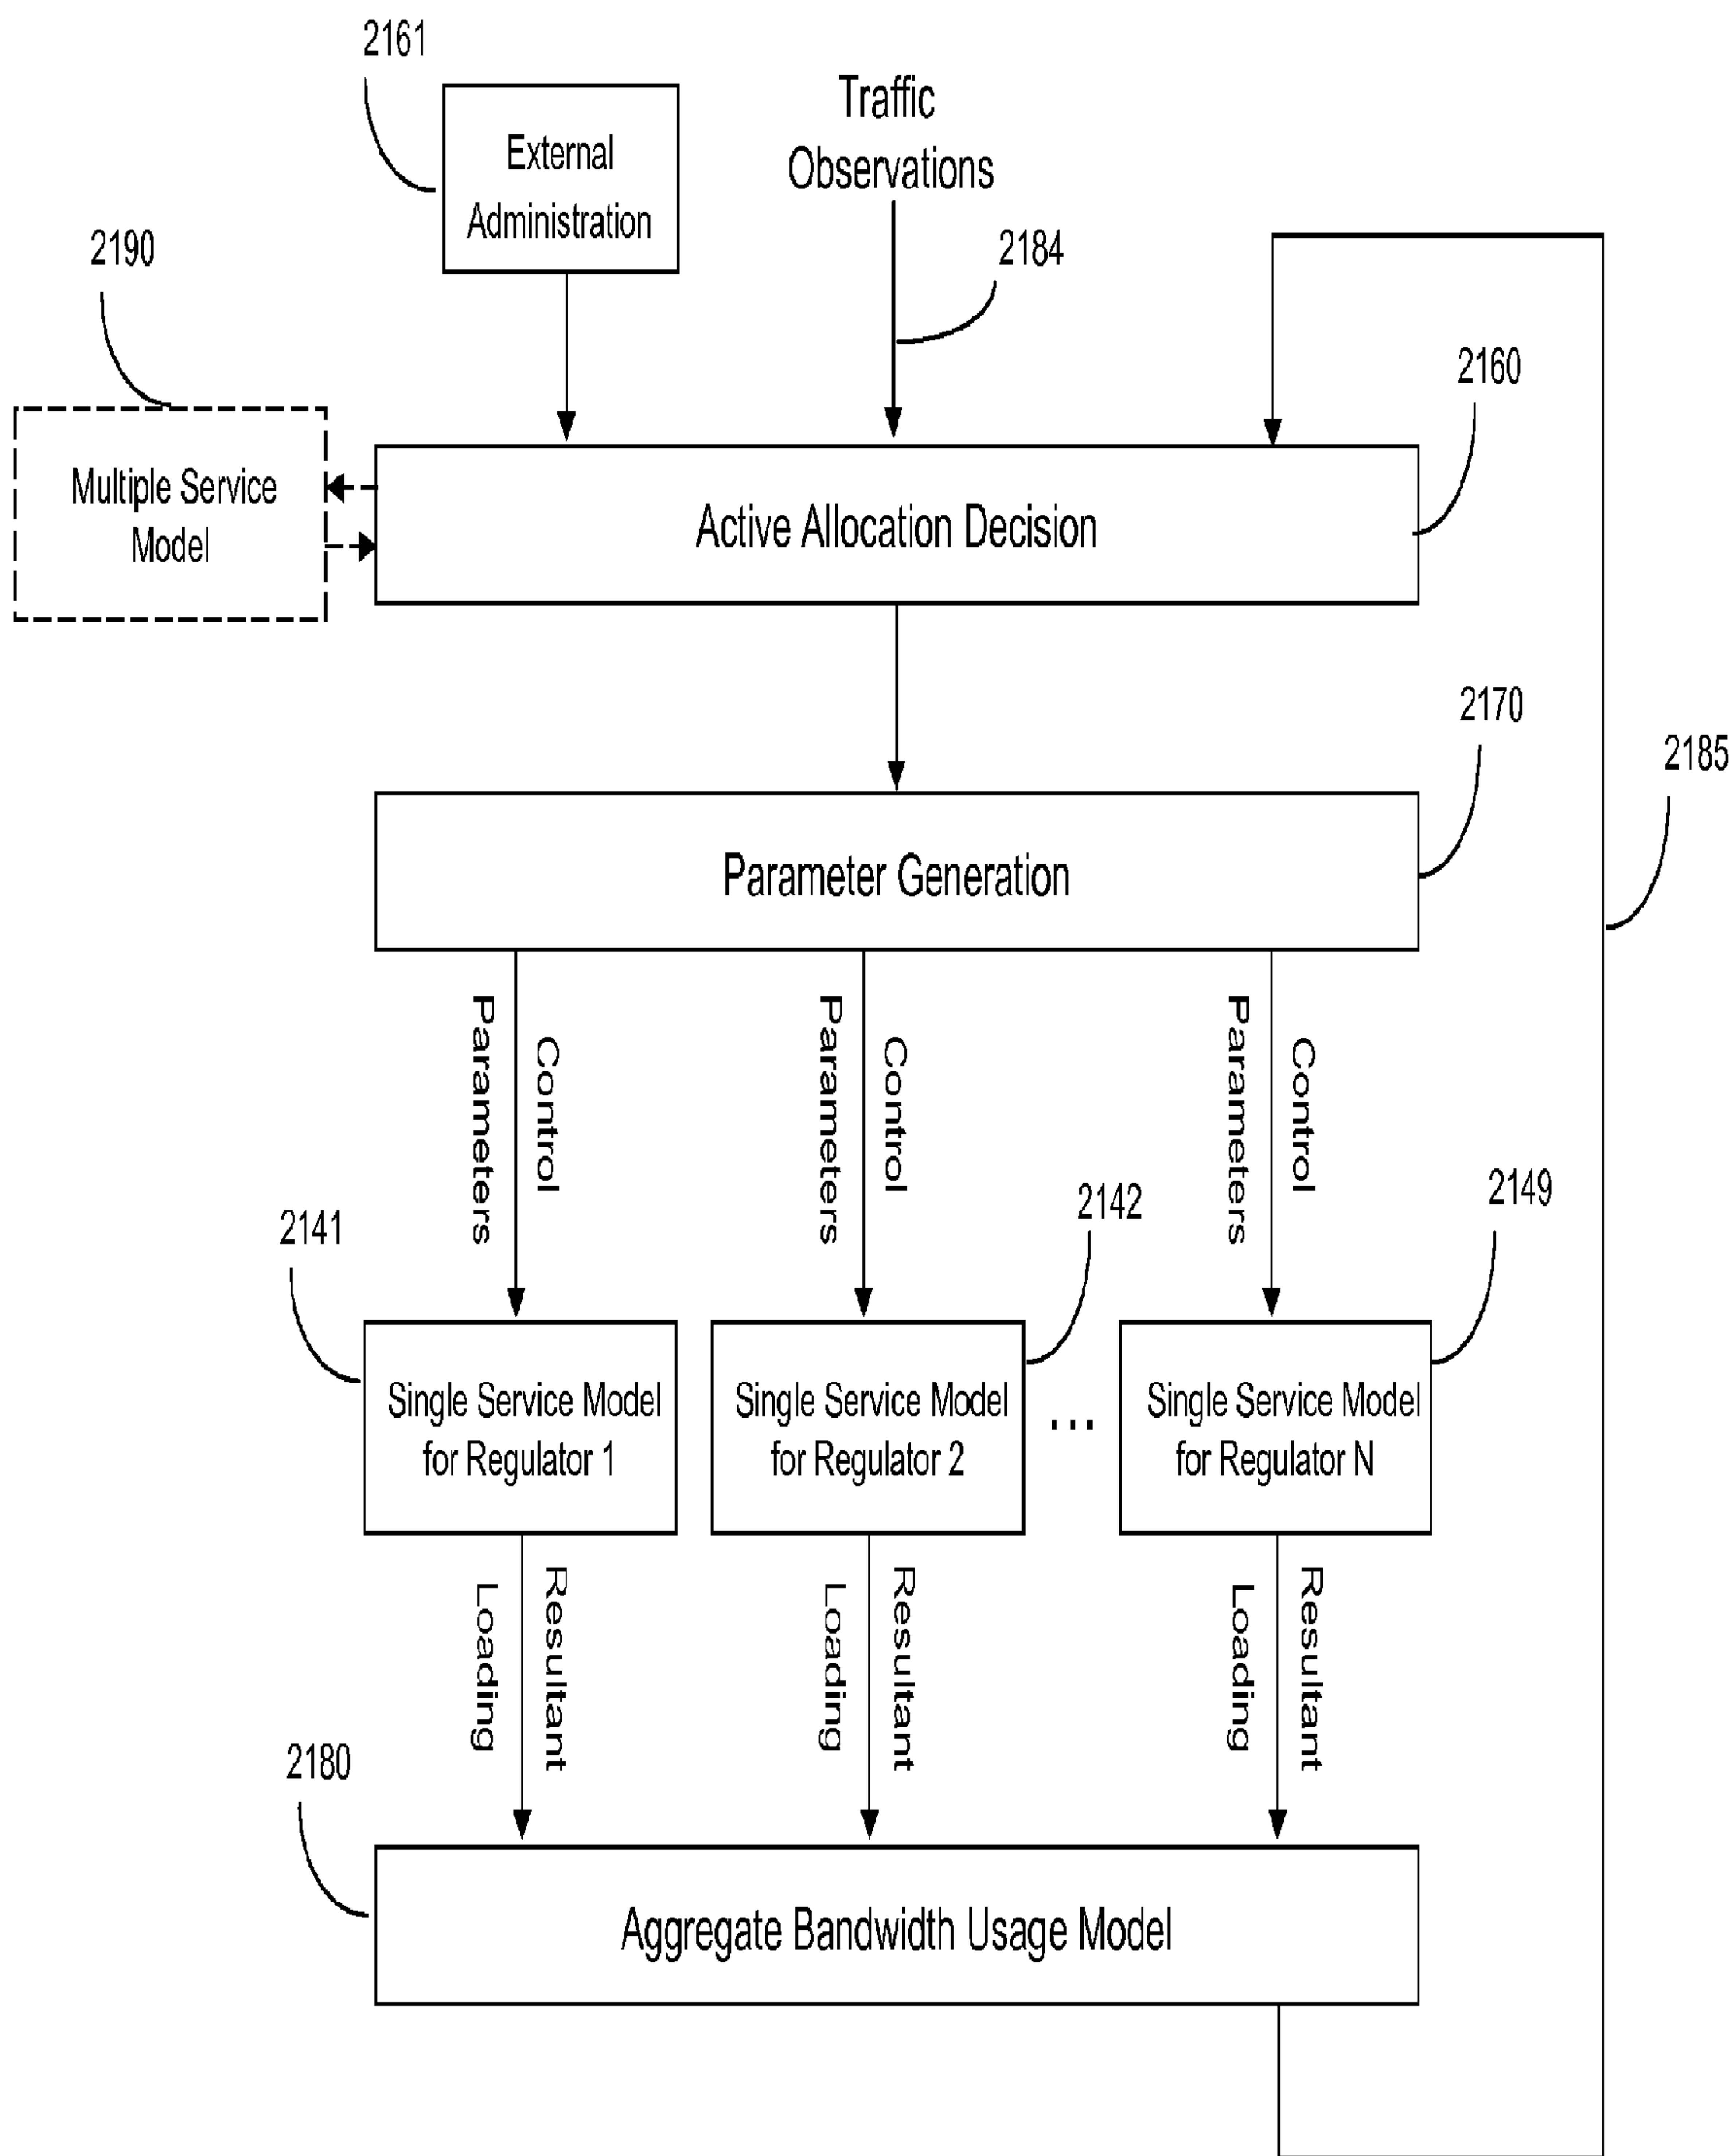 2161
External
Administration
Traffic
Observations
2184
2190
2160
Multiple Service
Model
Active Allocation Decision
2170
2185
Parameter Generation
Control
Parameters
Control
Parameters
Control
Parameters
2141
2142
2149
Single Service Model
for Regulator 1
Single Service Model
for Regulator 2
...
Single Service Model
for Regulator N
Resultant
Loading
Resultant
Loading
Resultant
Loading
2180
Aggregate Bandwidth Usage Model